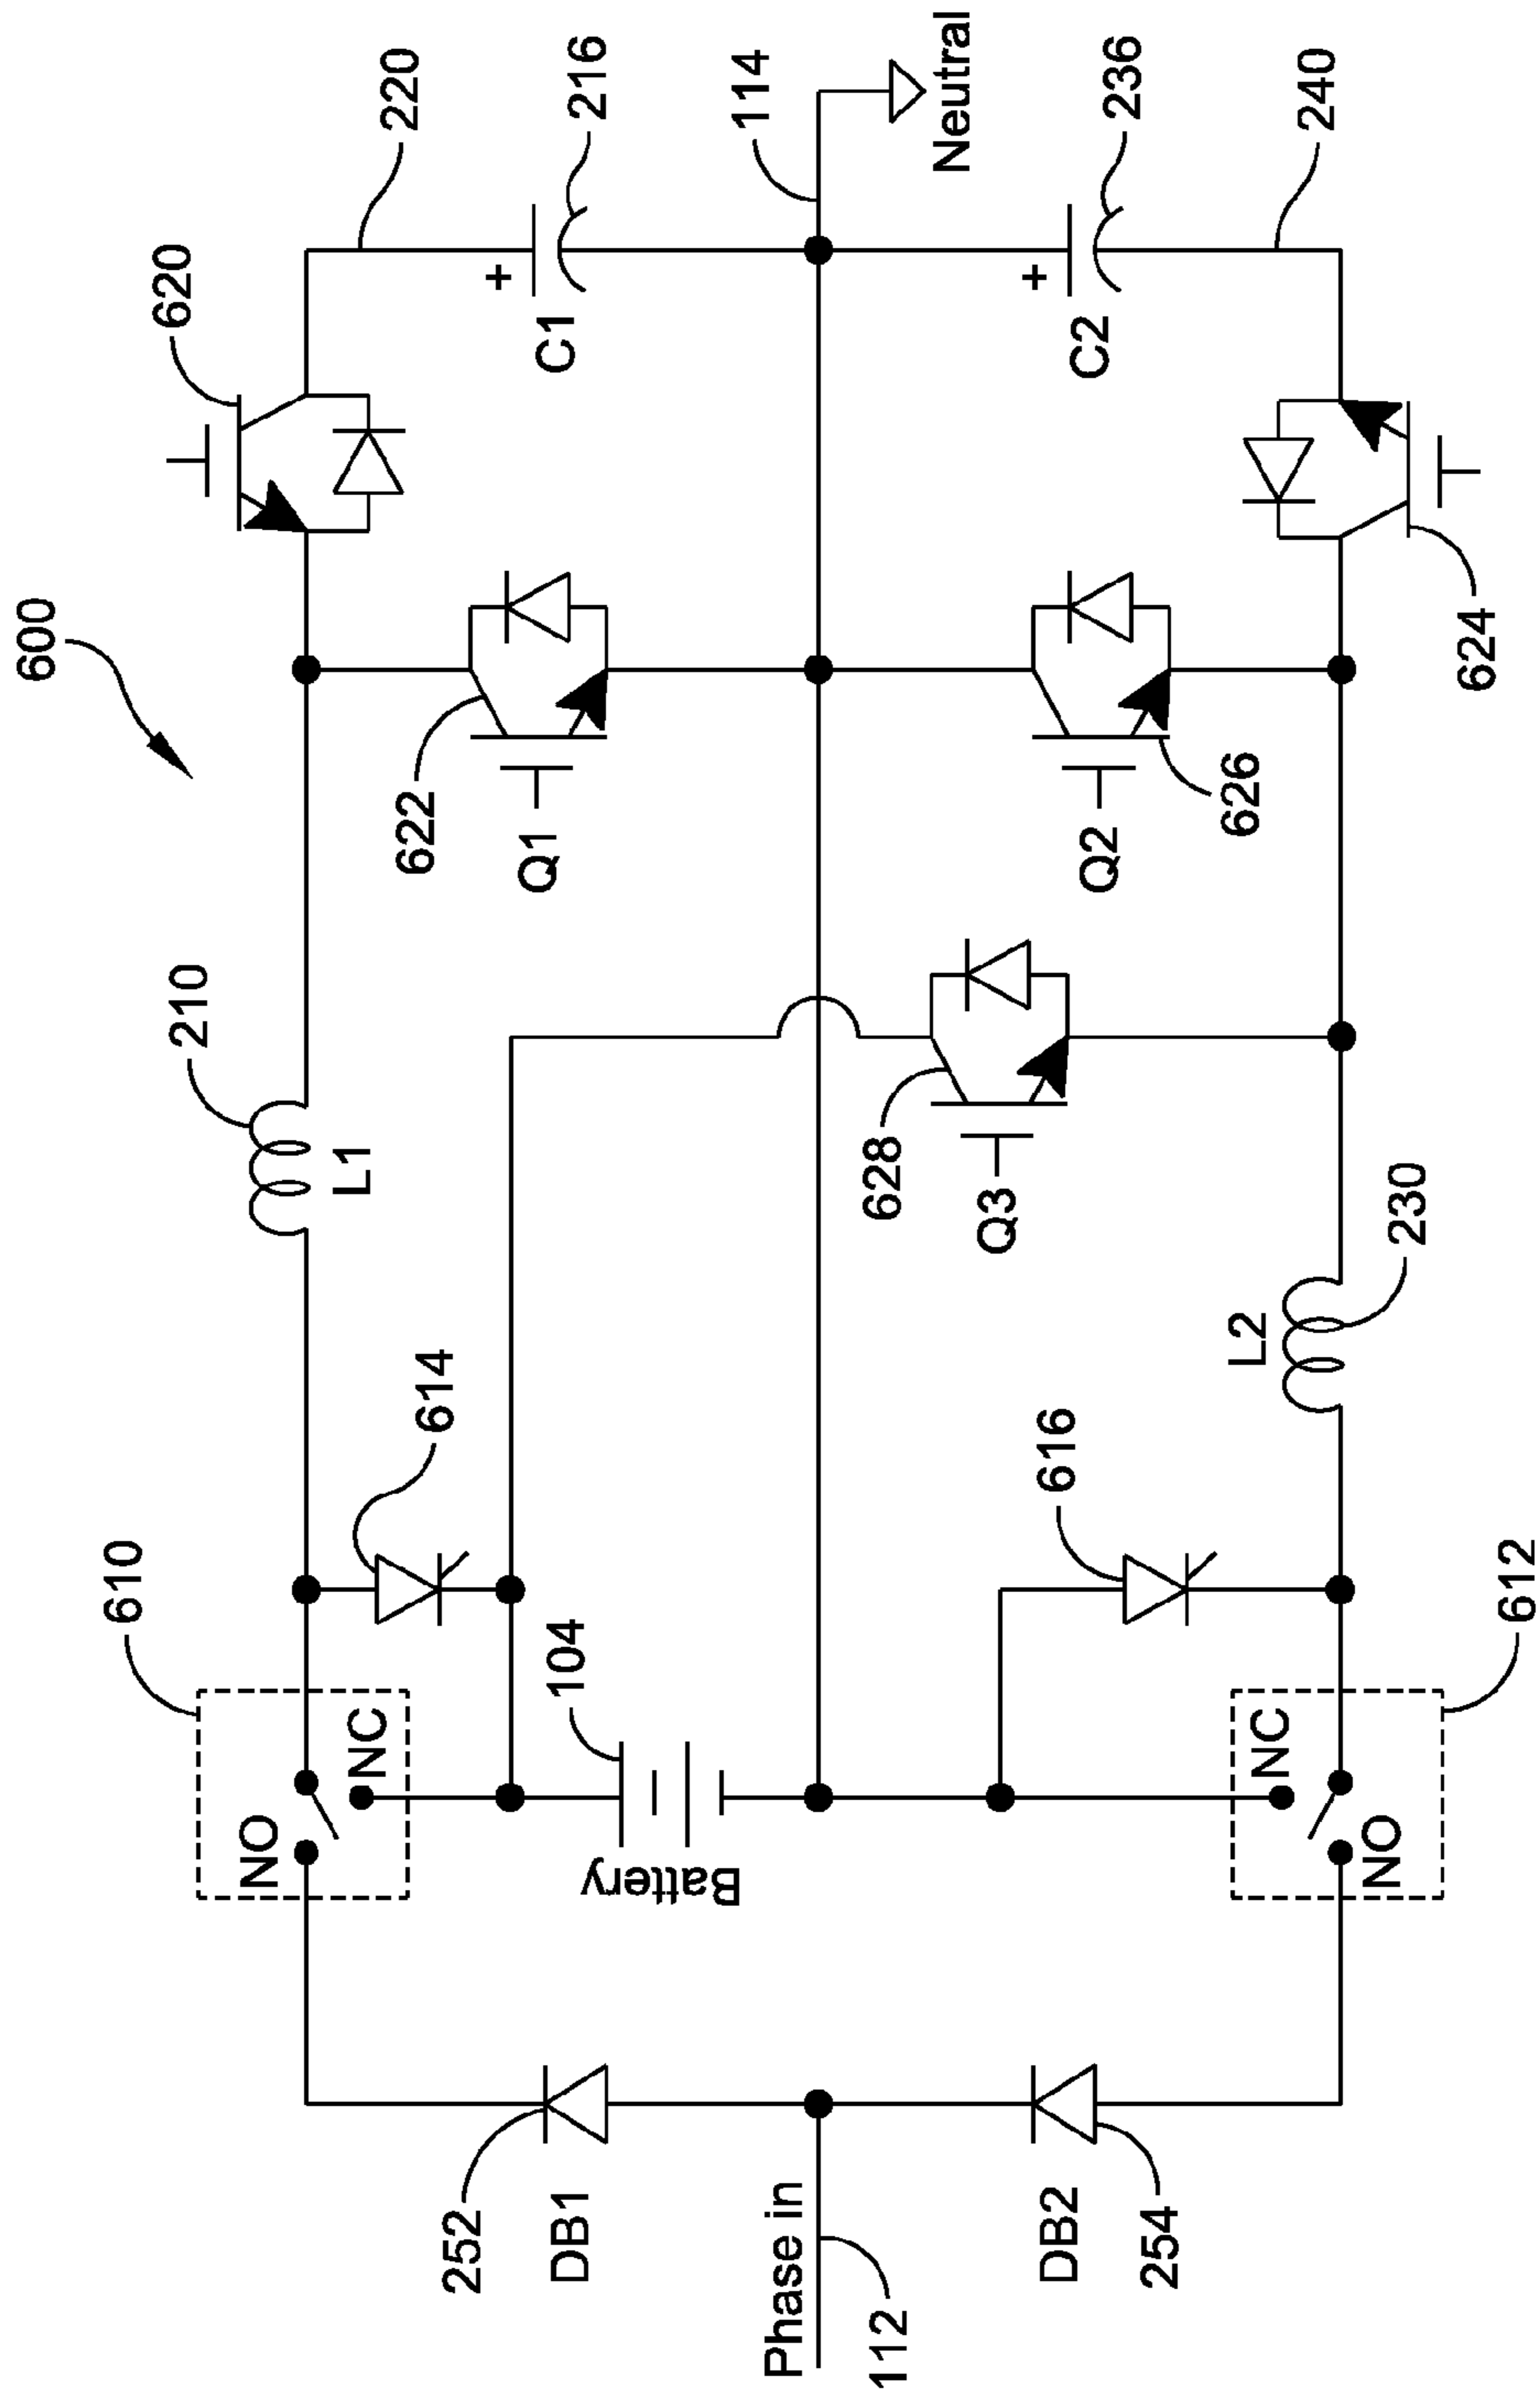 600
620
220
216
C1
+
114
Neutral
236
C2
+
240
622
Q1
Q2
626
624
210
L1
628
Q3
L2
230
614
616
610
NO
NC
104
Battery
NC
NO
612
252
DB1
Phase in
112
DB2
254